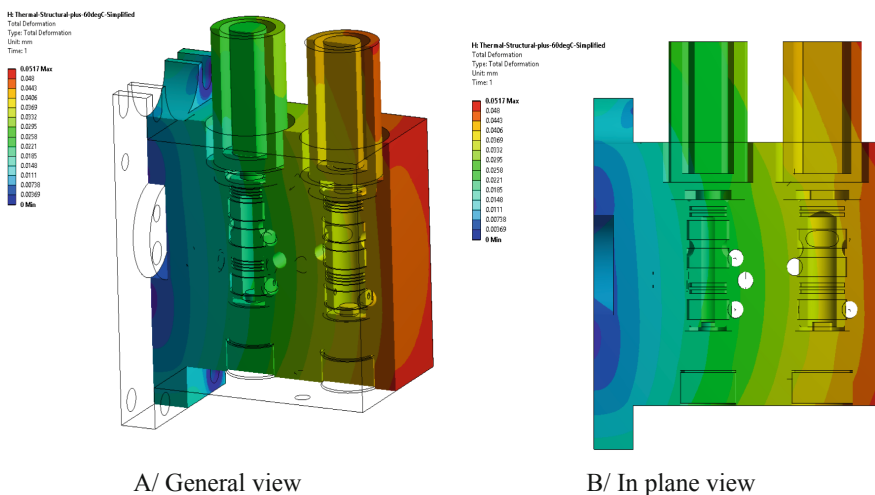 H: Thermal-Structural-plus-60degC-Simplified
Total Deformation
Type: Total Deformation
Unit: mm
Time: 1
0.0517 Max
0.048
0.0443
0.0406
0.0369
0.0332
0.0295
0.0258
0.0221
0.0185
0.0148
0.0111
0.00738
0.00369
0 Min
H: Thermal-Structural-plus-60degC-Simplified
Total Deformation
Type: Total Deformation
Unit: mm
Time: 1
0.0517 Max
0.048
0.0443
0.0406
0.0369
0.0332
0.0295
0.0258
0.0221
0.0185
0.0148
0.0111
0.00738
0.00369
0 Min
A/ General view
B/ In plane view